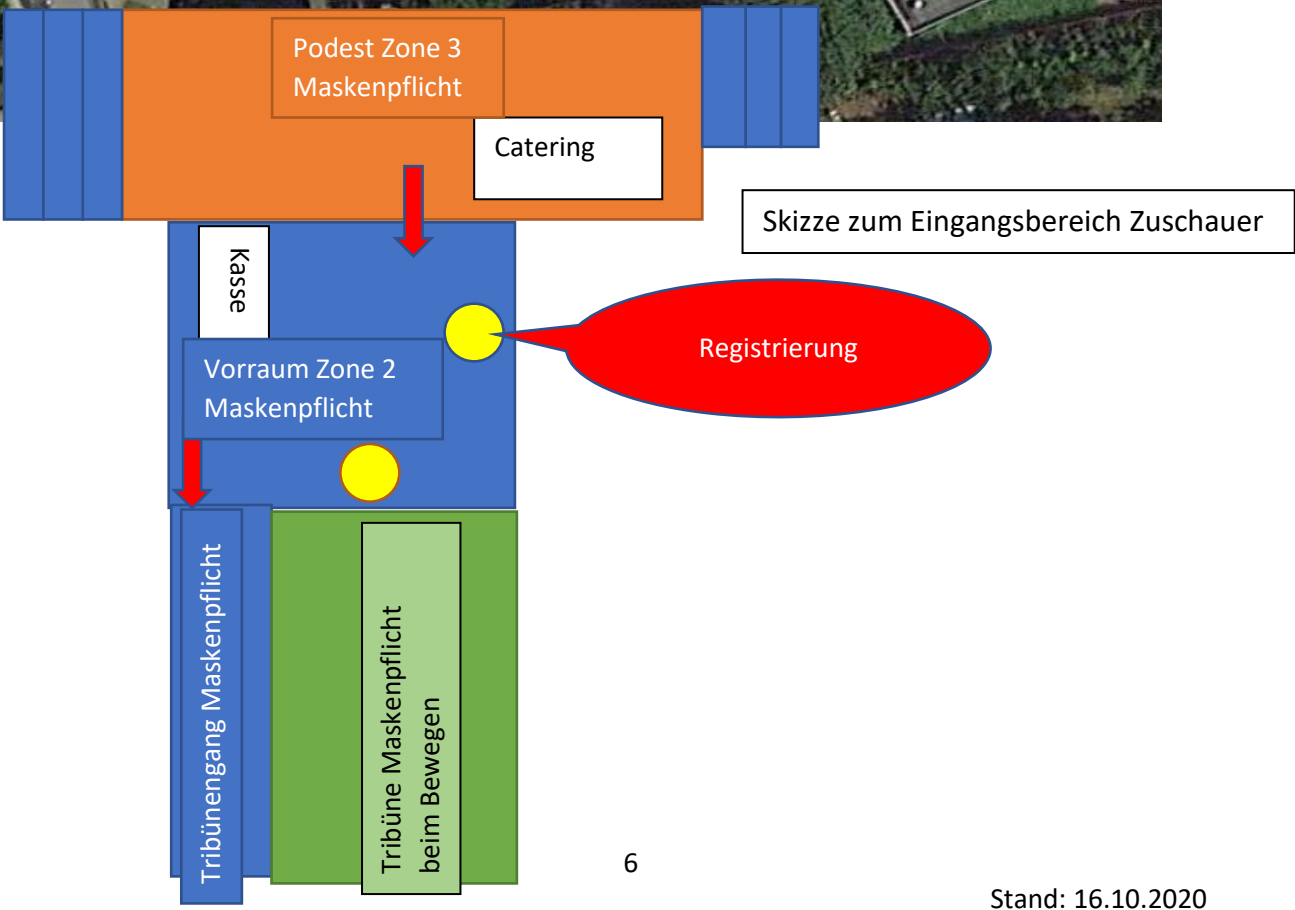 Podest Zone 3
Maskenpflicht
Catering
Skizze zum Eingangsbereich Zuschauer
Kasse
Registrierung
Vorraum Zone 2
Maskenpflicht
Tribünengang Maskenpflicht
Tribüne Maskenpflicht
beim Bewegen
6
Stand: 16.10.2020